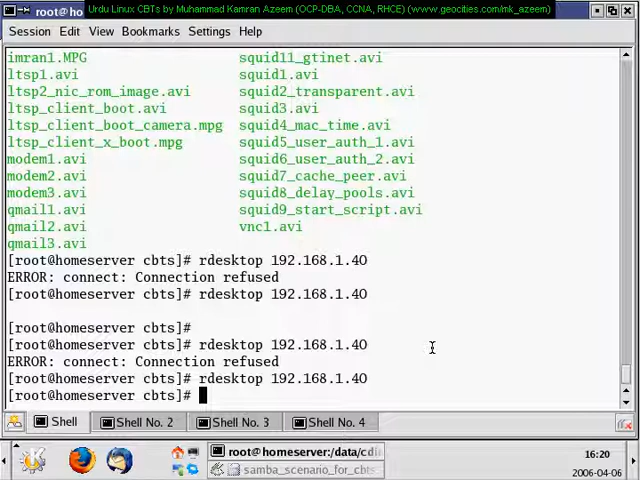 root@ho
Urdu Linux CBTs by Muhammad Kamran Azeem (OCP-DBA, CCNA, RHCE) (www.geocities.com/mk_azeem)
Session Edit View Bookmarks Settings Help
imran1.MPG squid11_gtinet.avi
ltsp1.avi squid1.avi
ltsp2_nic_rom_image.avi squid2_transparent.avi
ltsp_client_boot.avi squid3.avi
ltsp_client_boot_camera.mpg squid4_mac_time.avi
ltsp_client_x_boot.mpg squid5_user_auth_1.avi
modem1.avi squid6_user_auth_2.avi
modem2.avi squid7_cache_peer.avi
modem3.avi squid8_delay_pools.avi
qmail1.avi squid9_start_script.avi
qmail2.avi vnc1.avi
qmail3.avi
[root@homeserver cbts]# rdesktop 192.168.1.40
ERROR: connect: Connection refused
[root@homeserver cbts]# rdesktop 192.168.1.40
[root@homeserver cbts]#
[root@homeserver cbts]# rdesktop 192.168.1.40
ERROR: connect: Connection refused
[root@homeserver cbts]# rdesktop 192.168.1.40
[root@homeserver cbts]#
Shell Shell No. 2 Shell No. 3 Shell No. 4
root@homeserver:/data/cdi
samba_scenario_for_cbts
16:20
2006-04-06